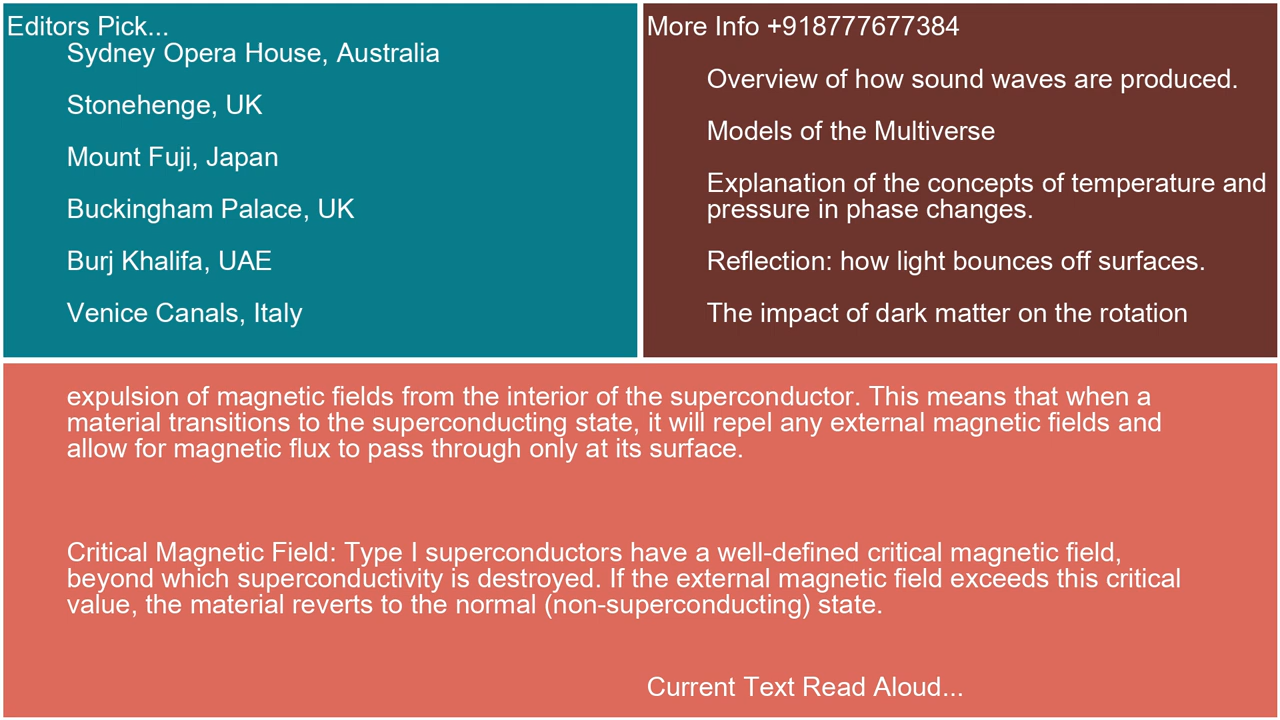 Editors Pick...
Sydney Opera House, Australia
Stonehenge, UK
Mount Fuji, Japan
Buckingham Palace, UK
Burj Khalifa, UAE
Venice Canals, Italy
More Info +918777677384
Overview of how sound waves are produced.
Models of the Multiverse
Explanation of the concepts of temperature and
pressure in phase changes.
Reflection: how light bounces off surfaces.
The impact of dark matter on the rotation
expulsion of magnetic fields from the interior of the superconductor. This means that when a
material transitions to the superconducting state, it will repel any external magnetic fields and
allow for magnetic flux to pass through only at its surface.
Critical Magnetic Field: Type I superconductors have a well-defined critical magnetic field,
beyond which superconductivity is destroyed. If the external magnetic field exceeds this critical
value, the material reverts to the normal (non-superconducting) state.
Current Text Read Aloud...